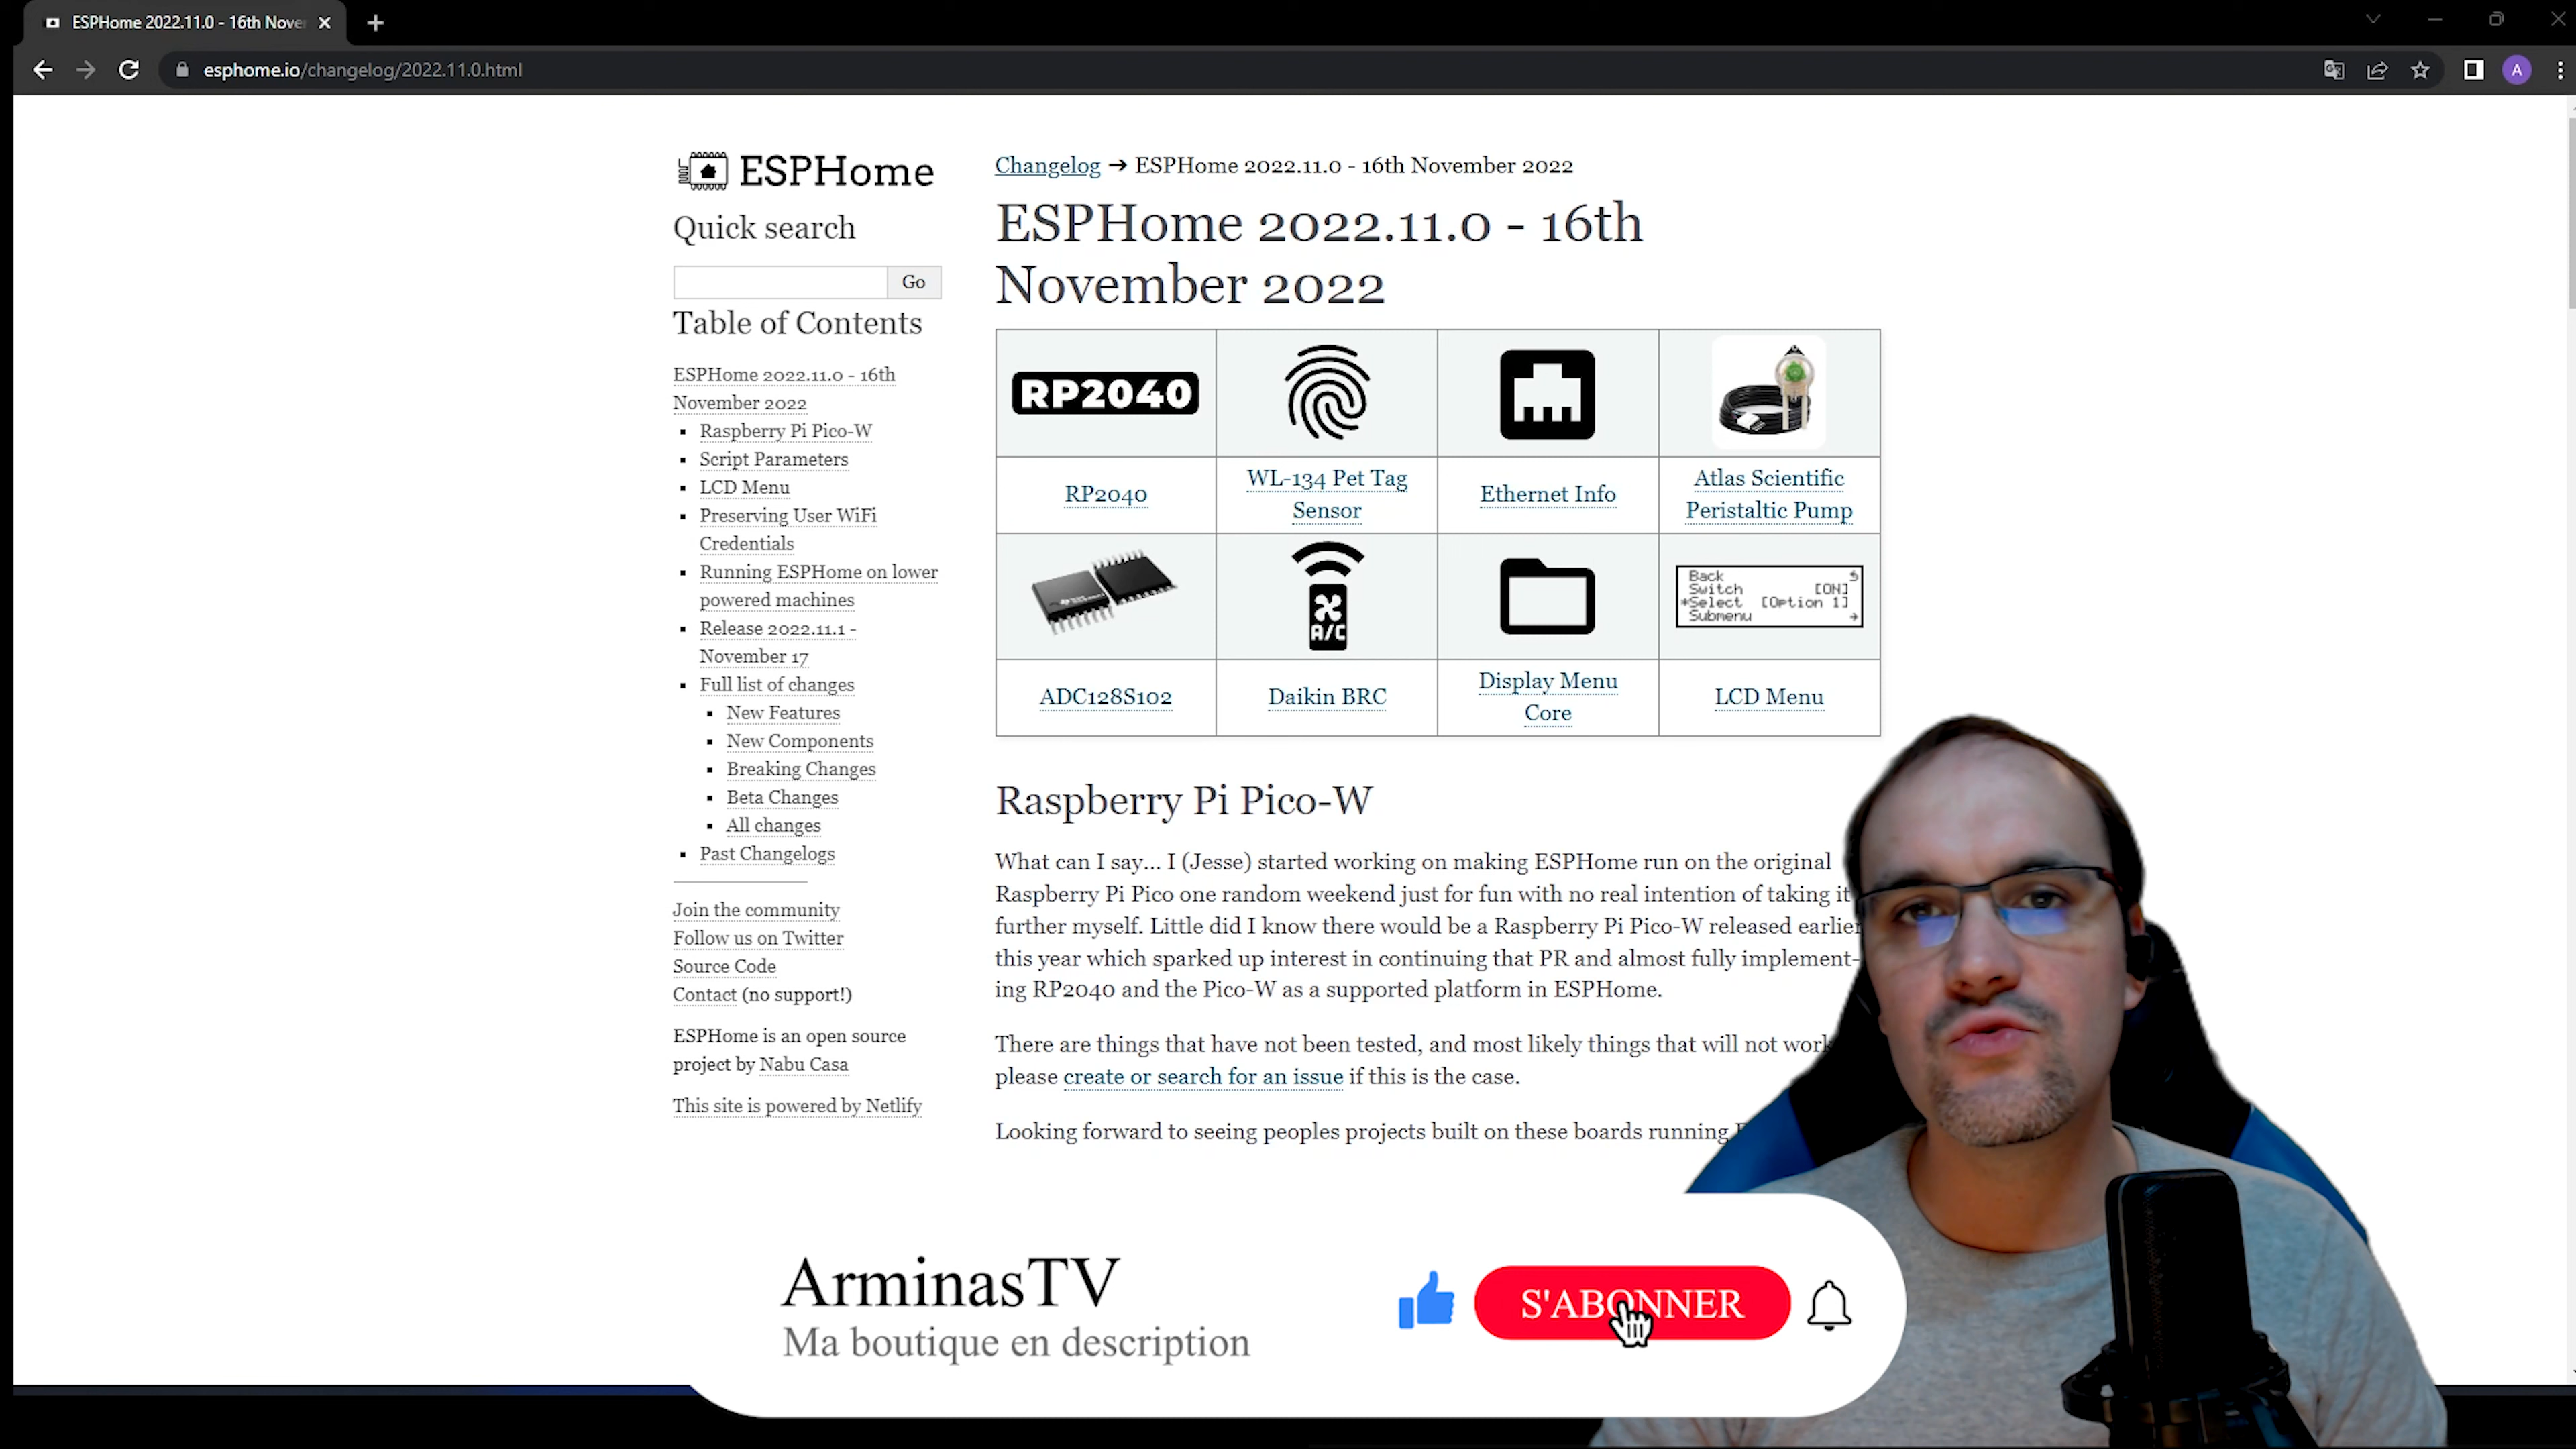 ESPHome 2022.11.0 - 16th Nove
esphome.io/changelog/2022.11.0.html
A
ESPHome
Quick search
Go
Table of Contents
ESPHome 2022.11.0 - 16th
November 2022
Raspberry Pi Pico-W
Script Parameters
LCD Menu
Preserving User WiFi
Credentials
Running ESPHome on lower
powered machines
Release 2022.11.1 -
November 17
Full list of changes
New Features
New Components
Breaking Changes
Beta Changes
All changes
Past Changelogs
Join the community
Follow us on Twitter
Source Code
Contact (no support!)
ESPHome is an open source
project by Nabu Casa
This site is powered by Netlify
Changelog → ESPHome 2022.11.0 - 16th November 2022
ESPHome 2022.11.0 - 16th
November 2022
RP2040
RP2040
WL-134 Pet Tag
Sensor
Ethernet Info
Atlas Scientific
Peristaltic Pump
A/C
Back
Switch [ON]
*Select [Option 1]
Submenu
ADC128S102
Daikin BRC
Display Menu
Core
LCD Menu
Raspberry Pi Pico-W
What can I say... I (Jesse) started working on making ESPHome run on the original
Raspberry Pi Pico one random weekend just for fun with no real intention of taking it
further myself. Little did I know there would be a Raspberry Pi Pico-W released earlier
this year which sparked up interest in continuing that PR and almost fully implement-
ing RP2040 and the Pico-W as a supported platform in ESPHome.
There are things that have not been tested, and most likely things that will not work
please create or search for an issue if this is the case.
Looking forward to seeing peoples projects built on these boards running
ArminasTV
Ma boutique en description
S'ABONNER